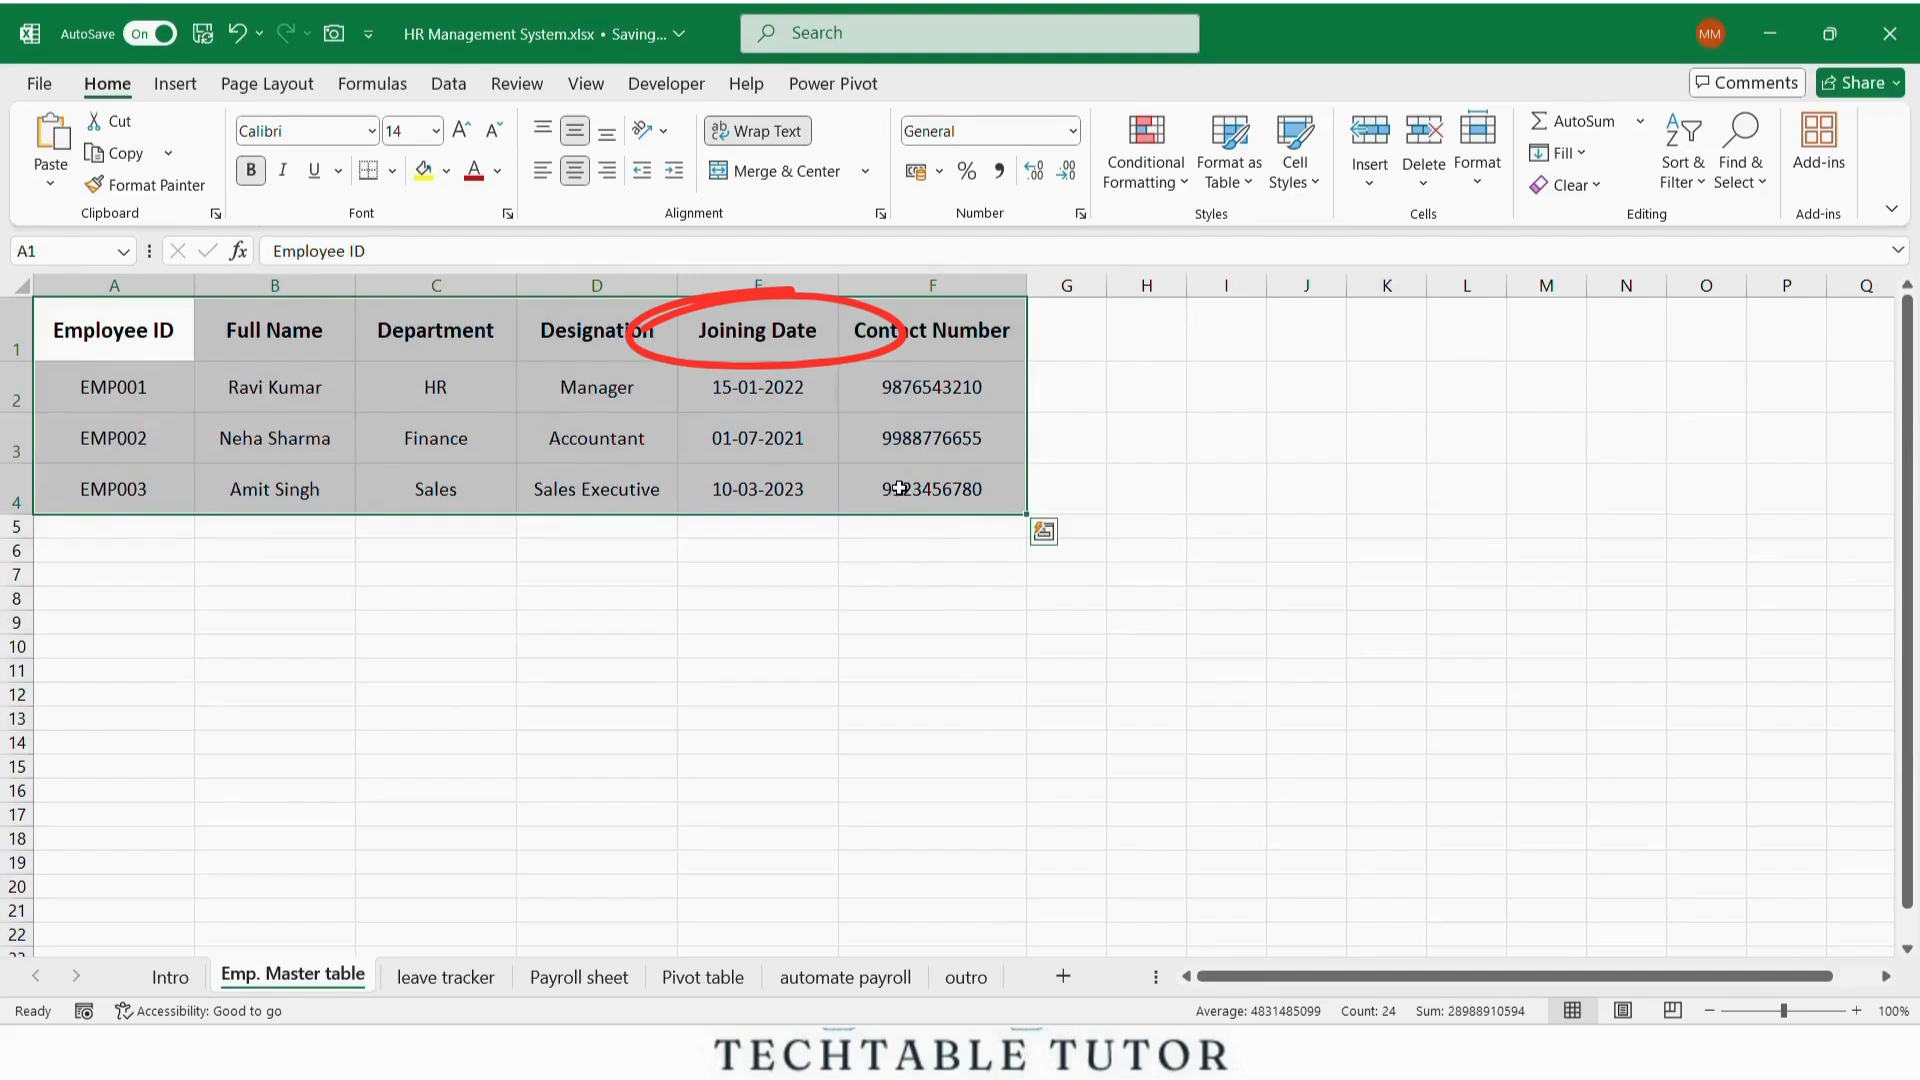 AutoSave On HR Management System.xlsx • Saving... Search MM
File Home Insert Page Layout Formulas Data Review View Developer Help Power Pivot Comments Share
Paste Cut Copy Format Painter Clipboard
Calibri 14 B I U A Font
ab Wrap Text Merge & Center Alignment
General % 9 Number
Conditional Formatting Format as Table Cell Styles Styles
Insert Delete Format Cells
AutoSum Fill Clear Sort & Filter Find & Select Editing
Add-ins Add-ins
A1 fx Employee ID
A B C D E F G H I J K L M N O P Q
1 Employee ID Full Name Department Designation Joining Date Contact Number
2 EMP001 Ravi Kumar HR Manager 15-01-2022 9876543210
3 EMP002 Neha Sharma Finance Accountant 01-07-2021 9988776655
4 EMP003 Amit Singh Sales Sales Executive 10-03-2023
5
6
7
8
9
10
11
12
13
14
15
16
17
18
19
20
21
22
Intro Emp. Master table leave tracker Payroll sheet Pivot table automate payroll outro
Ready Accessibility: Good to go Average: 4831485099 Count: 24 Sum: 28988910594 100%
TECHTABLE TUTOR